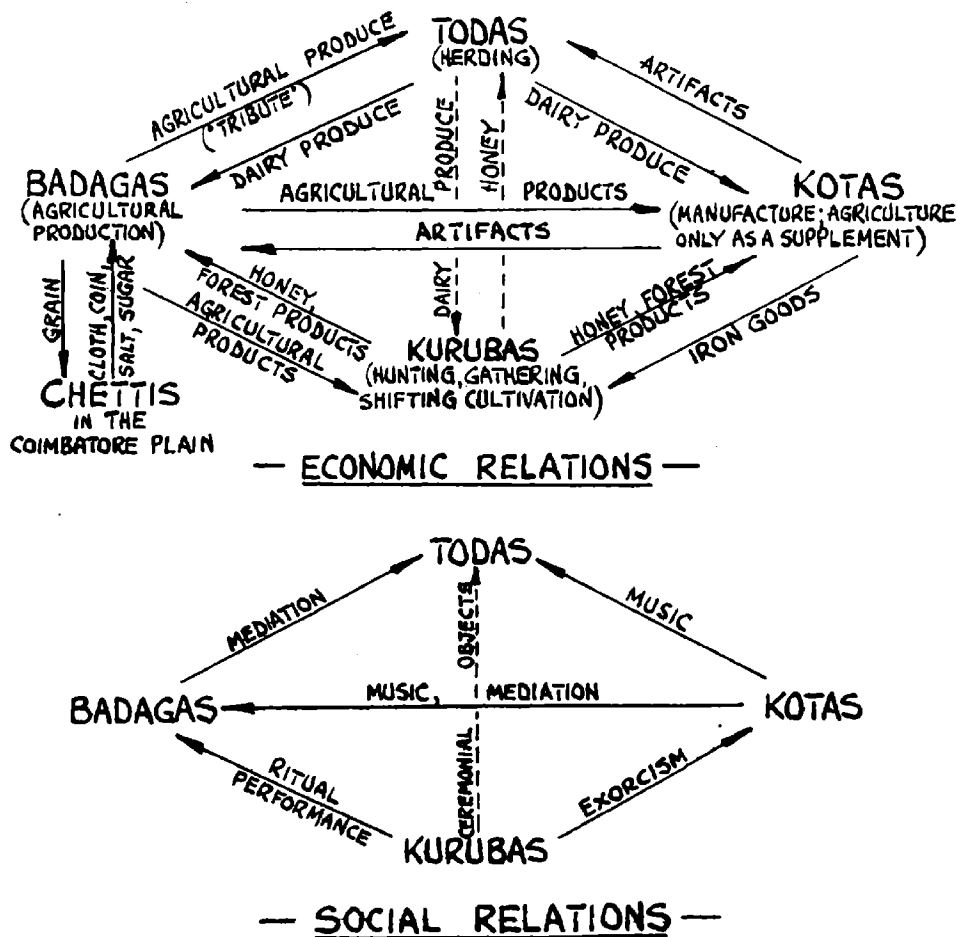 TODAS
(HERDING)
AGRICULTURAL PRODUCE
("TRIBUTE")
DAIRY PRODUCE
DAIRY PRODUCE
HONEY
DAIRY PRODUCE
ARTIFACTS
BADAGAS
(AGRICULTURAL
PRODUCTION)
AGRICULTURAL PRODUCTS
ARTIFACTS
KOTAS
(MANUFACTURE; AGRICULTURE
ONLY AS A SUPPLEMENT)
GRAIN
CLOTH, COIN,
SALT, SUGAR
HONEY,
FOREST PRODUCTS
AGRICULTURAL
PRODUCTS
HONEY, FOREST
PRODUCTS
IRON GOODS
KURUBAS
(HUNTING, GATHERING,
SHIFTING CULTIVATION)
CHETTIS
IN THE
COIMBATORE PLAIN
— ECONOMIC RELATIONS —
TODAS
MEDIATION
CEREMONIAL OBJECTS
MUSIC
BADAGAS
MUSIC, MEDIATION
KOTAS
RITUAL
PERFORMANCE
EXORCISM
KURUBAS
— SOCIAL RELATIONS —